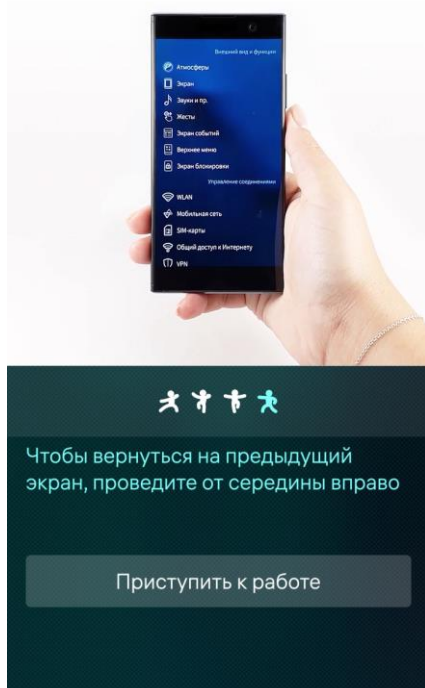 Внешний вид и функции
Атмосферы
Экран
Звуки и пр.
Жесты
Экран событий
Верхнее меню
Экран блокировки
Управление соединениями
WLAN
Мобильная сеть
SIM-карты
Общий доступ к Интернету
VPN
Чтобы вернуться на предыдущий
экран, проведите от середины вправо
Приступить к работе